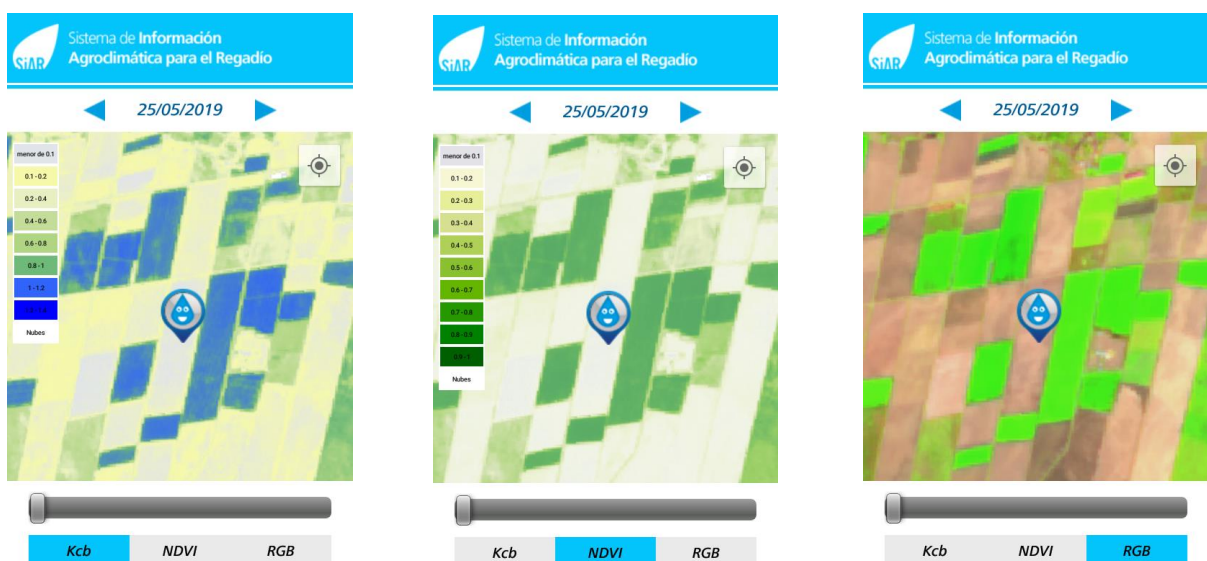 SiAR
Sistema de Información
Agroclimática para el Regadío
25/05/2019
menor de 0.1
0.1 - 0.2
0.2 - 0.4
0.4 - 0.6
0.6 - 0.8
0.8 - 1
1 - 1.2
Nubes
Kcb
NDVI
RGB
SiAR
Sistema de Información
Agroclimática para el Regadío
25/05/2019
menor de 0.1
0.1 - 0.2
0.2 - 0.3
0.3 - 0.4
0.4 - 0.5
0.5 - 0.6
0.6 - 0.7
0.7 - 0.8
0.8 - 0.9
0.9 - 1
Nubes
Kcb
NDVI
RGB
SiAR
Sistema de Información
Agroclimática para el Regadío
25/05/2019
Kcb
NDVI
RGB